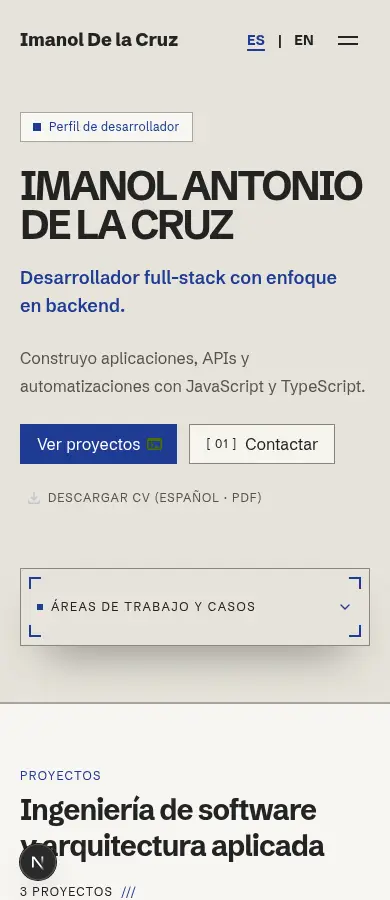 Imanol De la Cruz
ES | EN
Perfil de desarrollador
IMANOL ANTONIO
DE LA CRUZ
Desarrollador full-stack con enfoque
en backend.
Construyo aplicaciones, APIs y
automatizaciones con JavaScript y TypeScript.
Ver proyectos
[ 01 ] Contactar
DESCARGAR CV (ESPAÑOL · PDF)
ÁREAS DE TRABAJO Y CASOS
PROYECTOS
Ingeniería de software
y arquitectura aplicada
N
3 PROYECTOS ///